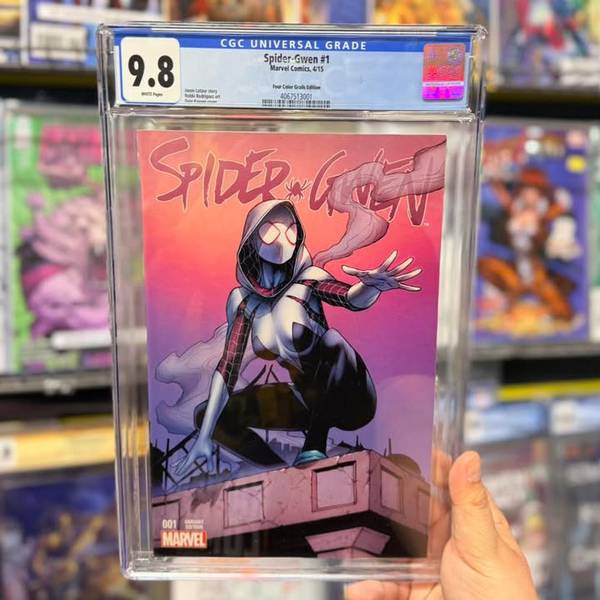 CGC UNIVERSAL GRADE
9.8
WHITE Pages
Spider-Gwen #1
Marvel Comics, 4/15
Four Color Grails Edition
Jason Latour story
Robbi Rodriguez art
4067513001
SPIDER GWEN
001
VARIANT
EDITION
MARVEL